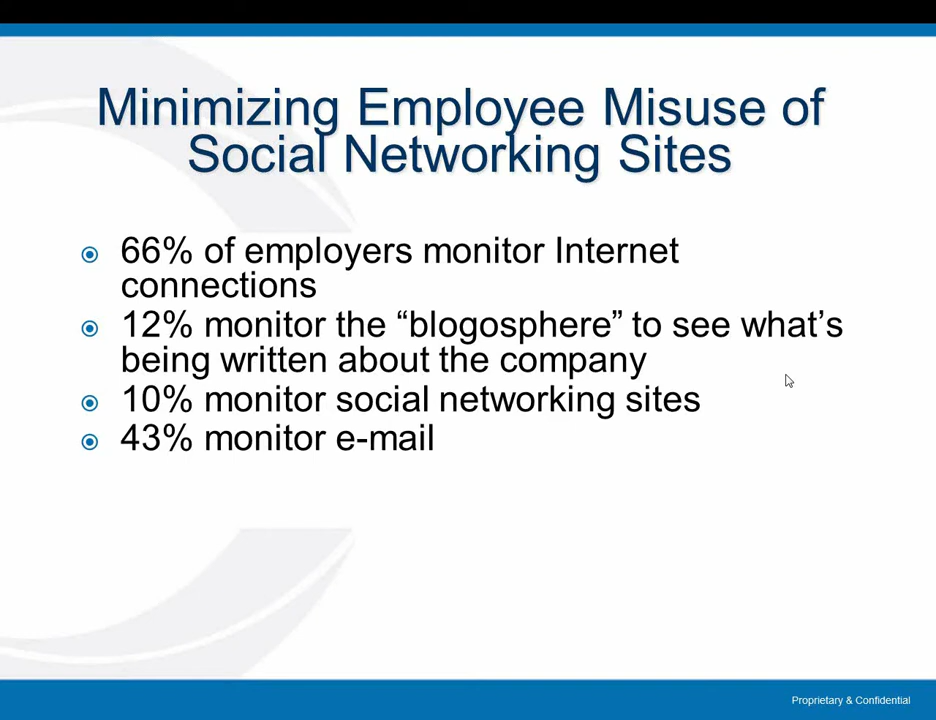 Minimizing Employee Misuse of
Social Networking Sites
66% of employers monitor Internet
connections
12% monitor the “blogosphere” to see what’s
being written about the company
10% monitor social networking sites
43% monitor e-mail
Proprietary & Confidential